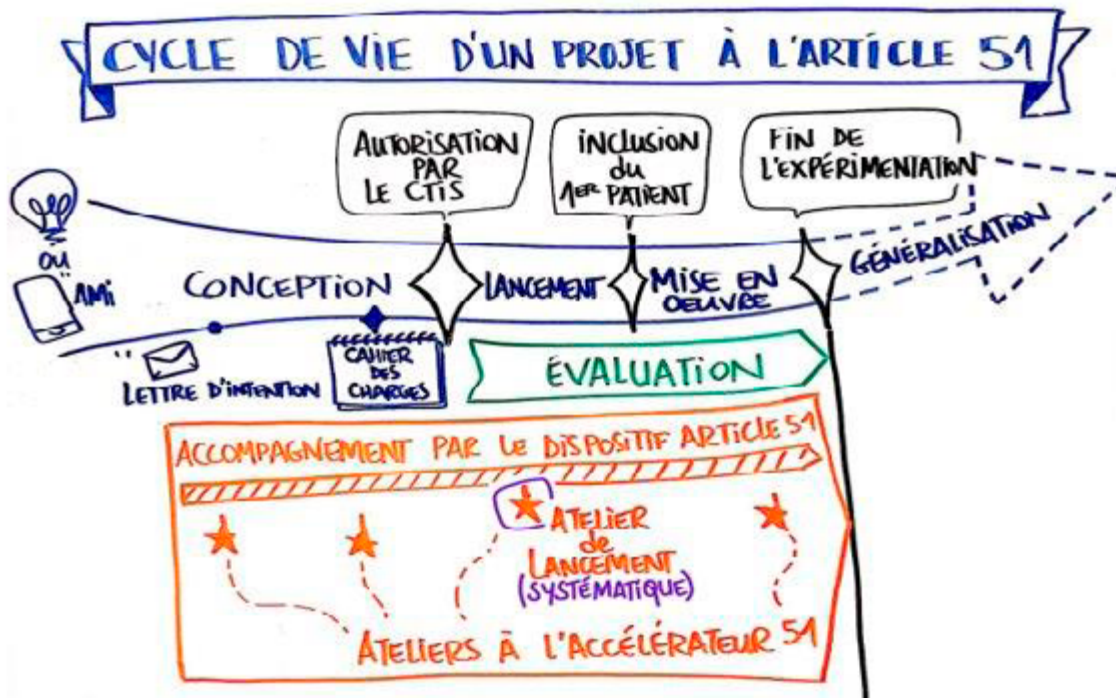 CYCLE DE VIE D'UN PROJET À L'ARTICLE 51
AUTORISATION
PAR
LE CTIS
INCLUSION
du
1ER PATIENT
FIN DE
L'EXPÉRIMENTATION
OU
"AMI"
CONCEPTION
LANCEMENT
MISE EN
OEUVRE
GÉNÉRALISATION
LETTRE D'INTENTION
CAHIER
DES
CHARGES
ÉVALUATION
ACCOMPAGNEMENT PAR LE DISPOSITIF ARTICLE 51
ATELIER
de
LANCEMENT
(SYSTÉMATIQUE)
ATELIERS À L'ACCÉLÉRATEUR 51